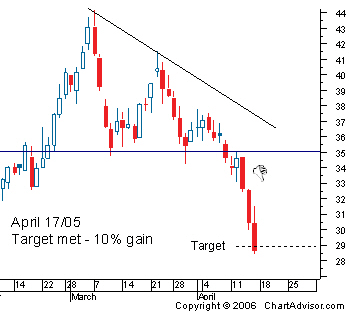 44
43
42
41
40
39
38
37
36
35
34
33
32
31
30
29
28
April 17/05
Target met - 10% gain
Target
14 22 28 14 21 28 11 18 25
March April
Copyright © 2006 ChartAdvisor.com